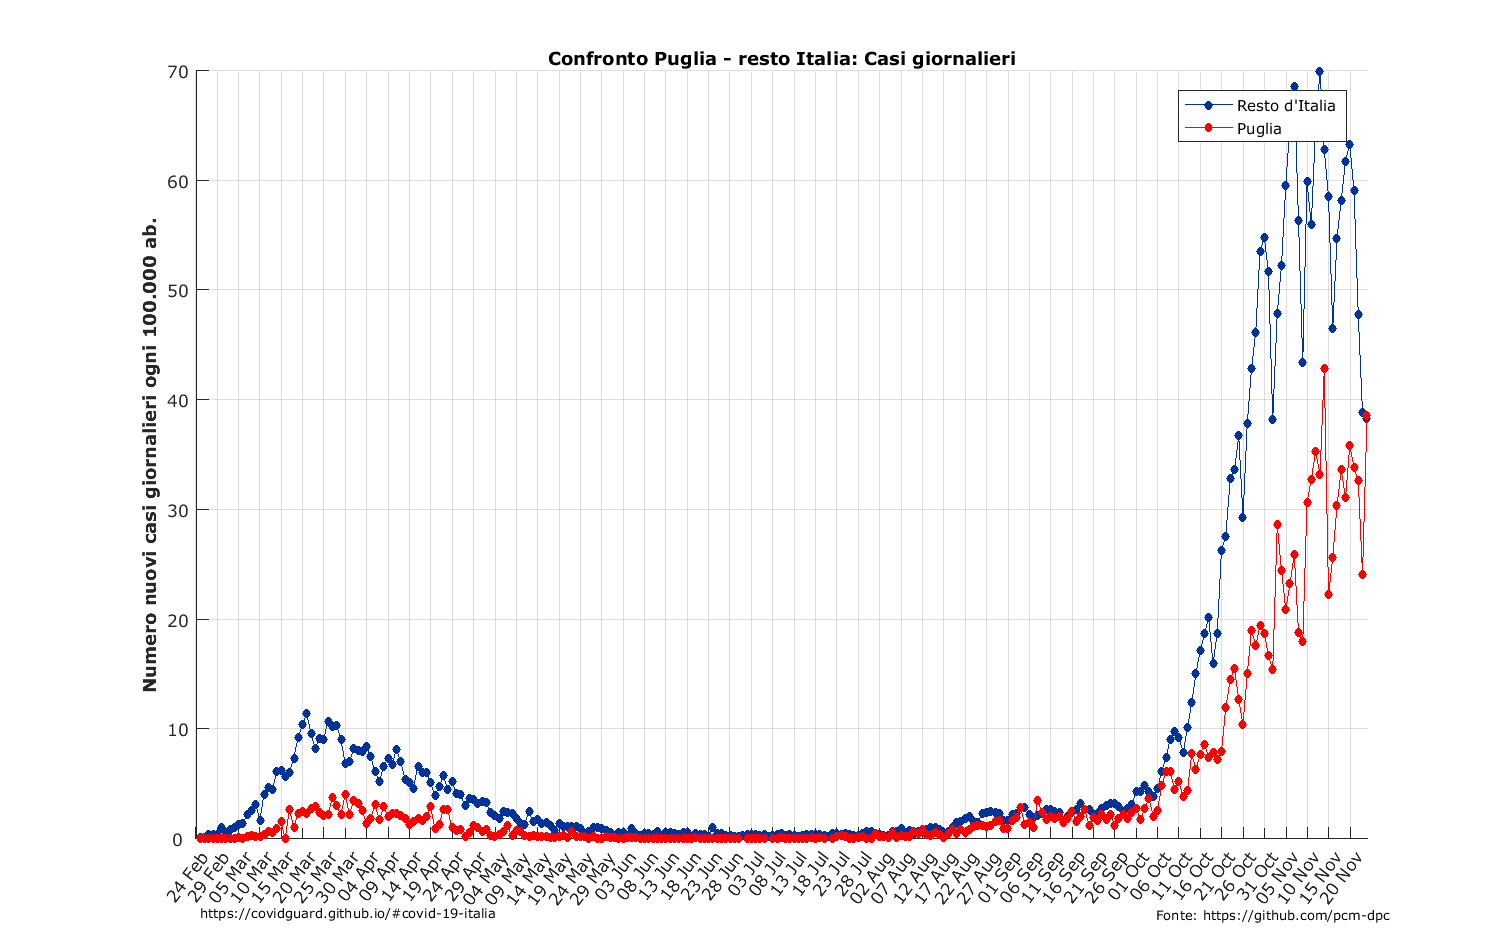 Confronto Puglia - resto Italia: Casi giornalieri
Resto d'Italia
Puglia
Numero nuovi casi giornalieri ogni 100.000 ab.
70
60
50
40
30
20
10
0
24 Feb
29 Feb
05 Mar
10 Mar
15 Mar
20 Mar
25 Mar
30 Mar
04 Apr
09 Apr
14 Apr
19 Apr
24 Apr
29 Apr
04 May
09 May
14 May
19 May
24 May
29 May
03 Jun
08 Jun
13 Jun
18 Jun
23 Jun
28 Jun
03 Jul
08 Jul
13 Jul
18 Jul
23 Jul
28 Jul
02 Aug
07 Aug
12 Aug
17 Aug
22 Aug
27 Aug
01 Sep
06 Sep
11 Sep
16 Sep
21 Sep
26 Sep
01 Oct
06 Oct
11 Oct
16 Oct
21 Oct
26 Oct
31 Oct
05 Nov
10 Nov
15 Nov
20 Nov
https://covidguard.github.io/#covid-19-italia
Fonte: https://github.com/pcm-dpc